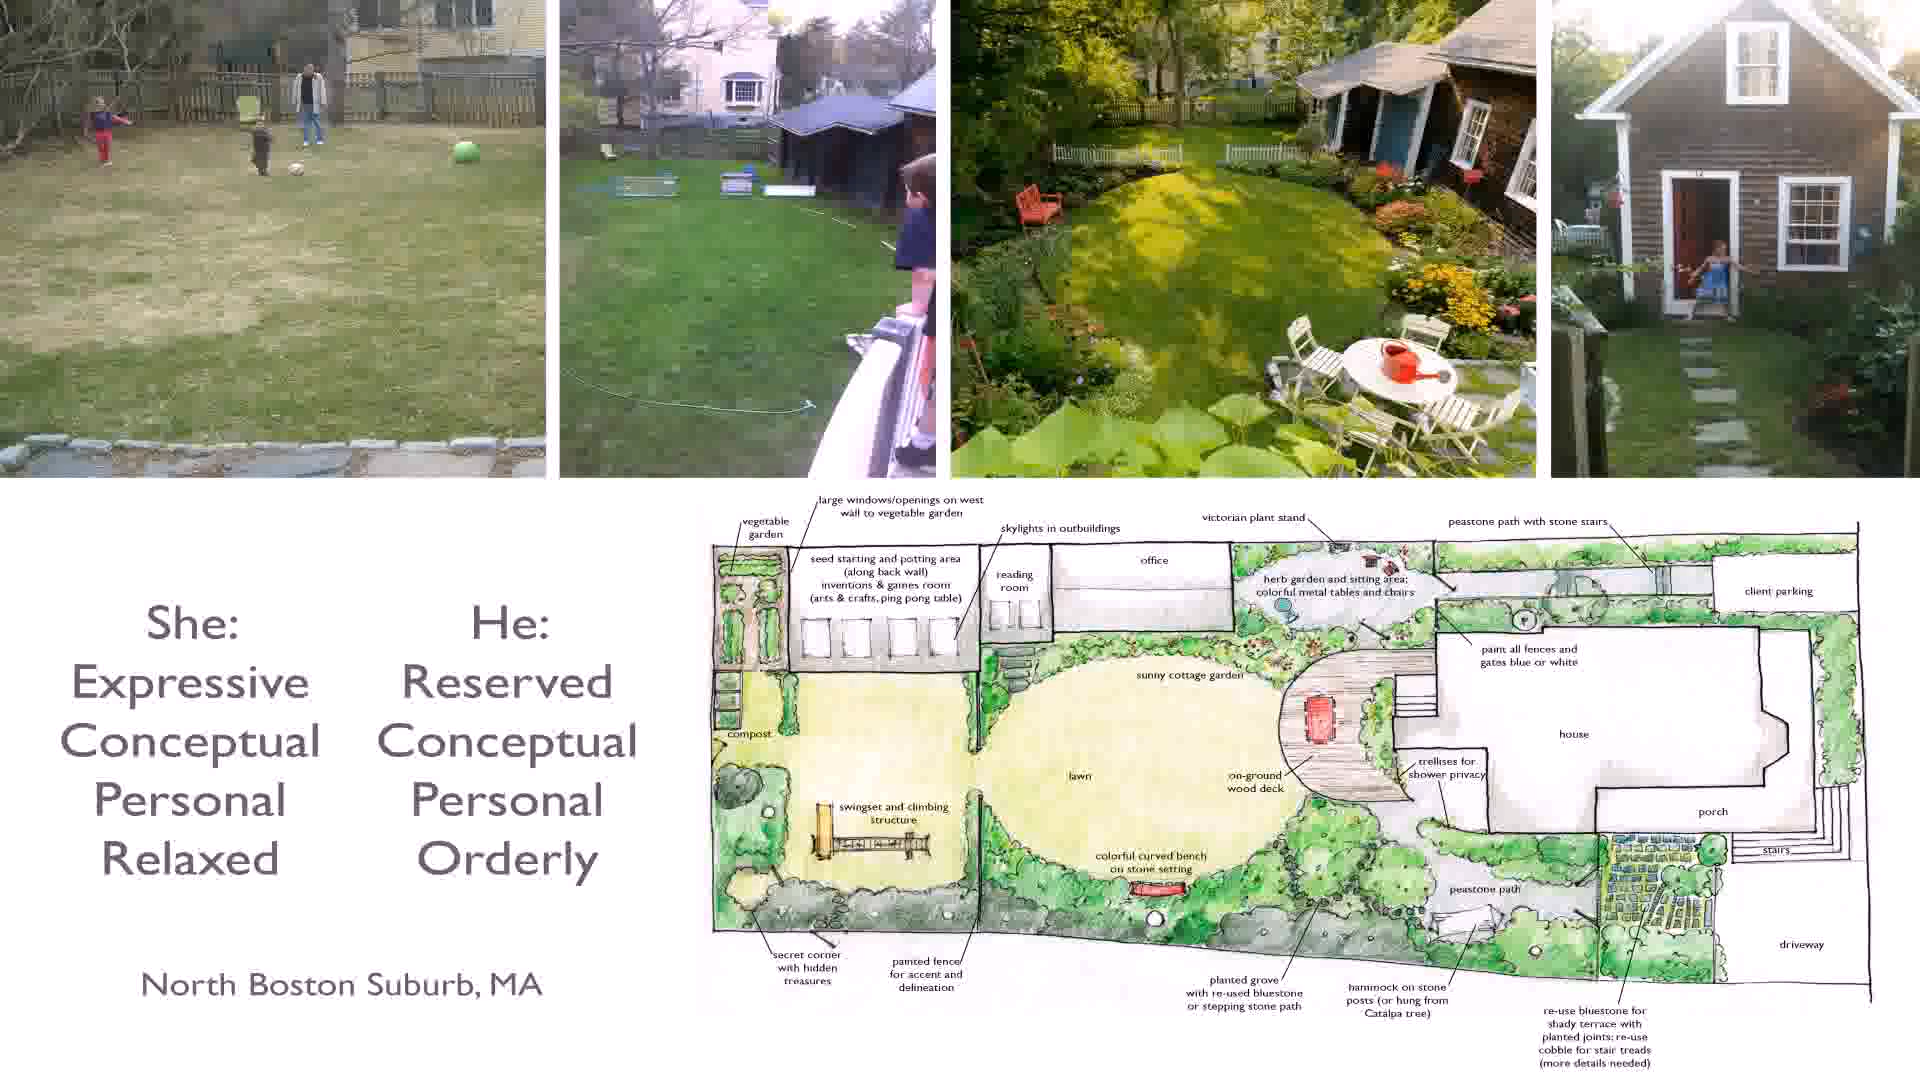 She:
Expressive
Conceptual
Personal
Relaxed
He:
Reserved
Conceptual
Personal
Orderly
North Boston Suburb, MA
large windows/openings on west
wall to vegetable garden
vegetable
garden
skylights in outbuildings
victorian plant stand
peastone path with stone stairs
seed starting and potting area
(along back wall)
inventions & games room
(arts & crafts, ping pong table)
reading
room
office
herb garden and sitting area;
colorful metal tables and chairs
client parking
paint all fences and
gates blue or white
sunny cottage garden
compost
lawn
on-ground
wood deck
trellises for
shower privacy
house
swingset and climbing
structure
porch
colorful curved bench
on stone setting
stairs
peastone path
driveway
secret corner
with hidden
treasures
painted fence
for accent and
delineation
planted grove
with re-used bluestone
or stepping stone path
hammock on stone
posts (or hung from
Catalpa tree)
re-use bluestone for
shady terrace with
planted joints; re-use
cobble for stair treads
(more details needed)